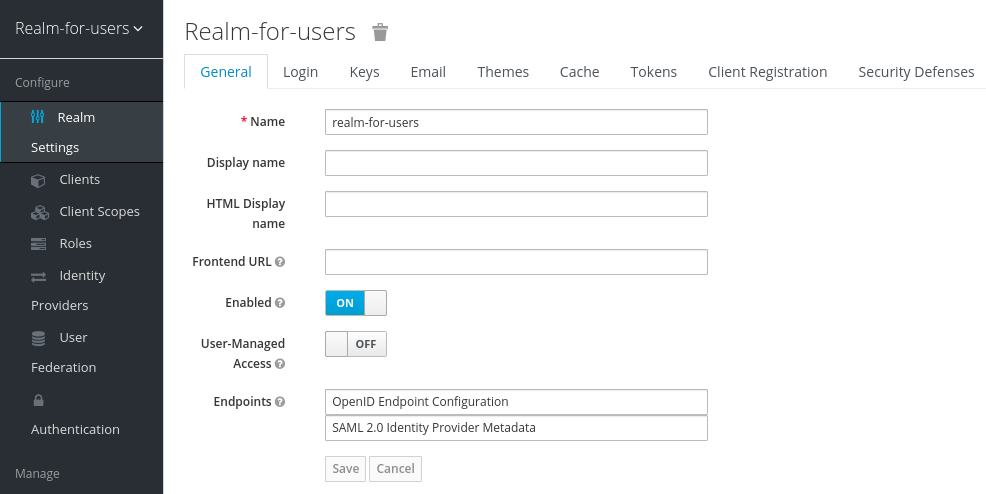 Realm-for-users
Configure
Realm
Settings
Clients
Client Scopes
Roles
Identity
Providers
User
Federation
Authentication
Manage
Realm-for-users
General Login Keys Email Themes Cache Tokens Client Registration Security Defenses
* Name realm-for-users
Display name
HTML Display
name
Frontend URL ?
Enabled ? ON
User-Managed OFF
Access ?
Endpoints ? OpenID Endpoint Configuration
SAML 2.0 Identity Provider Metadata
Save Cancel